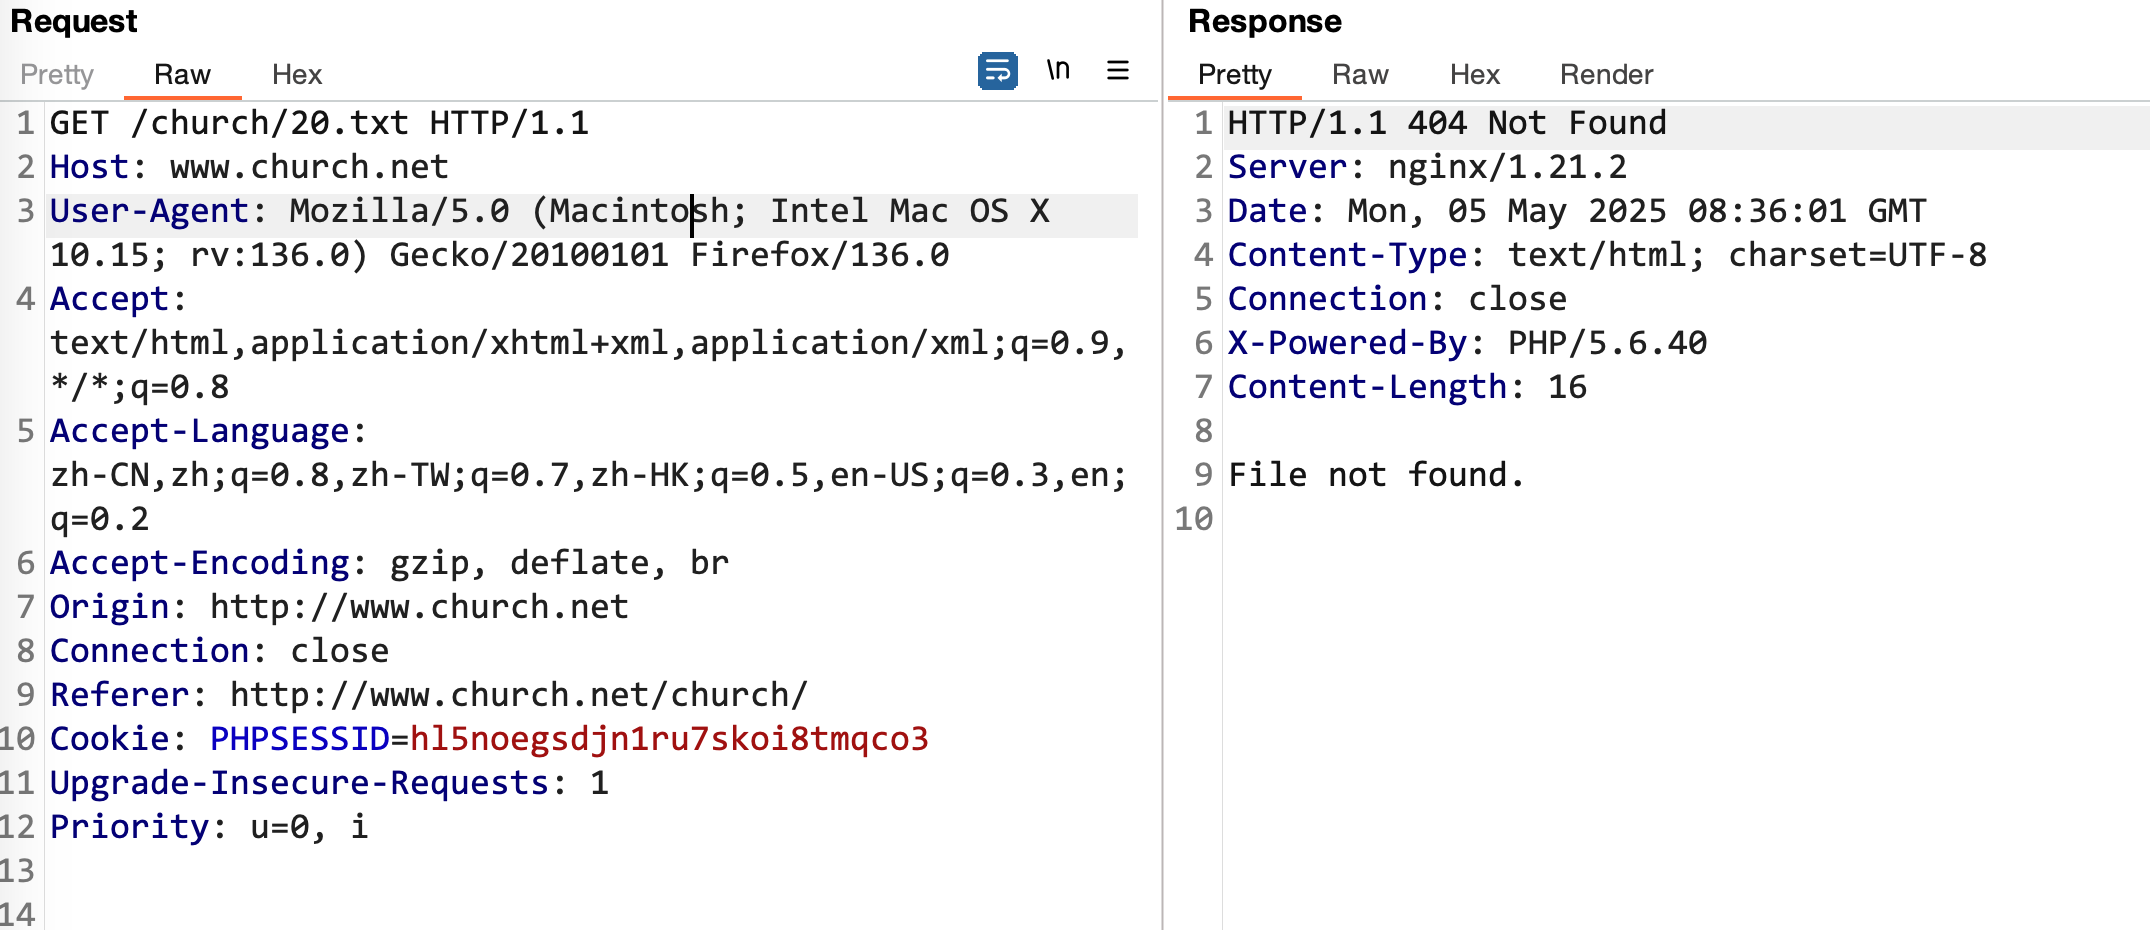 Request
Pretty Raw Hex \n
1 GET /church/20.txt HTTP/1.1
2 Host: www.church.net
3 User-Agent: Mozilla/5.0 (Macintosh; Intel Mac OS X
10.15; rv:136.0) Gecko/20100101 Firefox/136.0
4 Accept:
text/html,application/xhtml+xml,application/xml;q=0.9,
*/*;q=0.8
5 Accept-Language:
zh-CN,zh;q=0.8,zh-TW;q=0.7,zh-HK;q=0.5,en-US;q=0.3,en;
q=0.2
6 Accept-Encoding: gzip, deflate, br
7 Origin: http://www.church.net
8 Connection: close
9 Referer: http://www.church.net/church/
10 Cookie: PHPSESSID=hl5noegsdjn1ru7skoi8tmqco3
11 Upgrade-Insecure-Requests: 1
12 Priority: u=0, i
13
14
Response
Pretty Raw Hex Render
1 HTTP/1.1 404 Not Found
2 Server: nginx/1.21.2
3 Date: Mon, 05 May 2025 08:36:01 GMT
4 Content-Type: text/html; charset=UTF-8
5 Connection: close
6 X-Powered-By: PHP/5.6.40
7 Content-Length: 16
8
9 File not found.
10